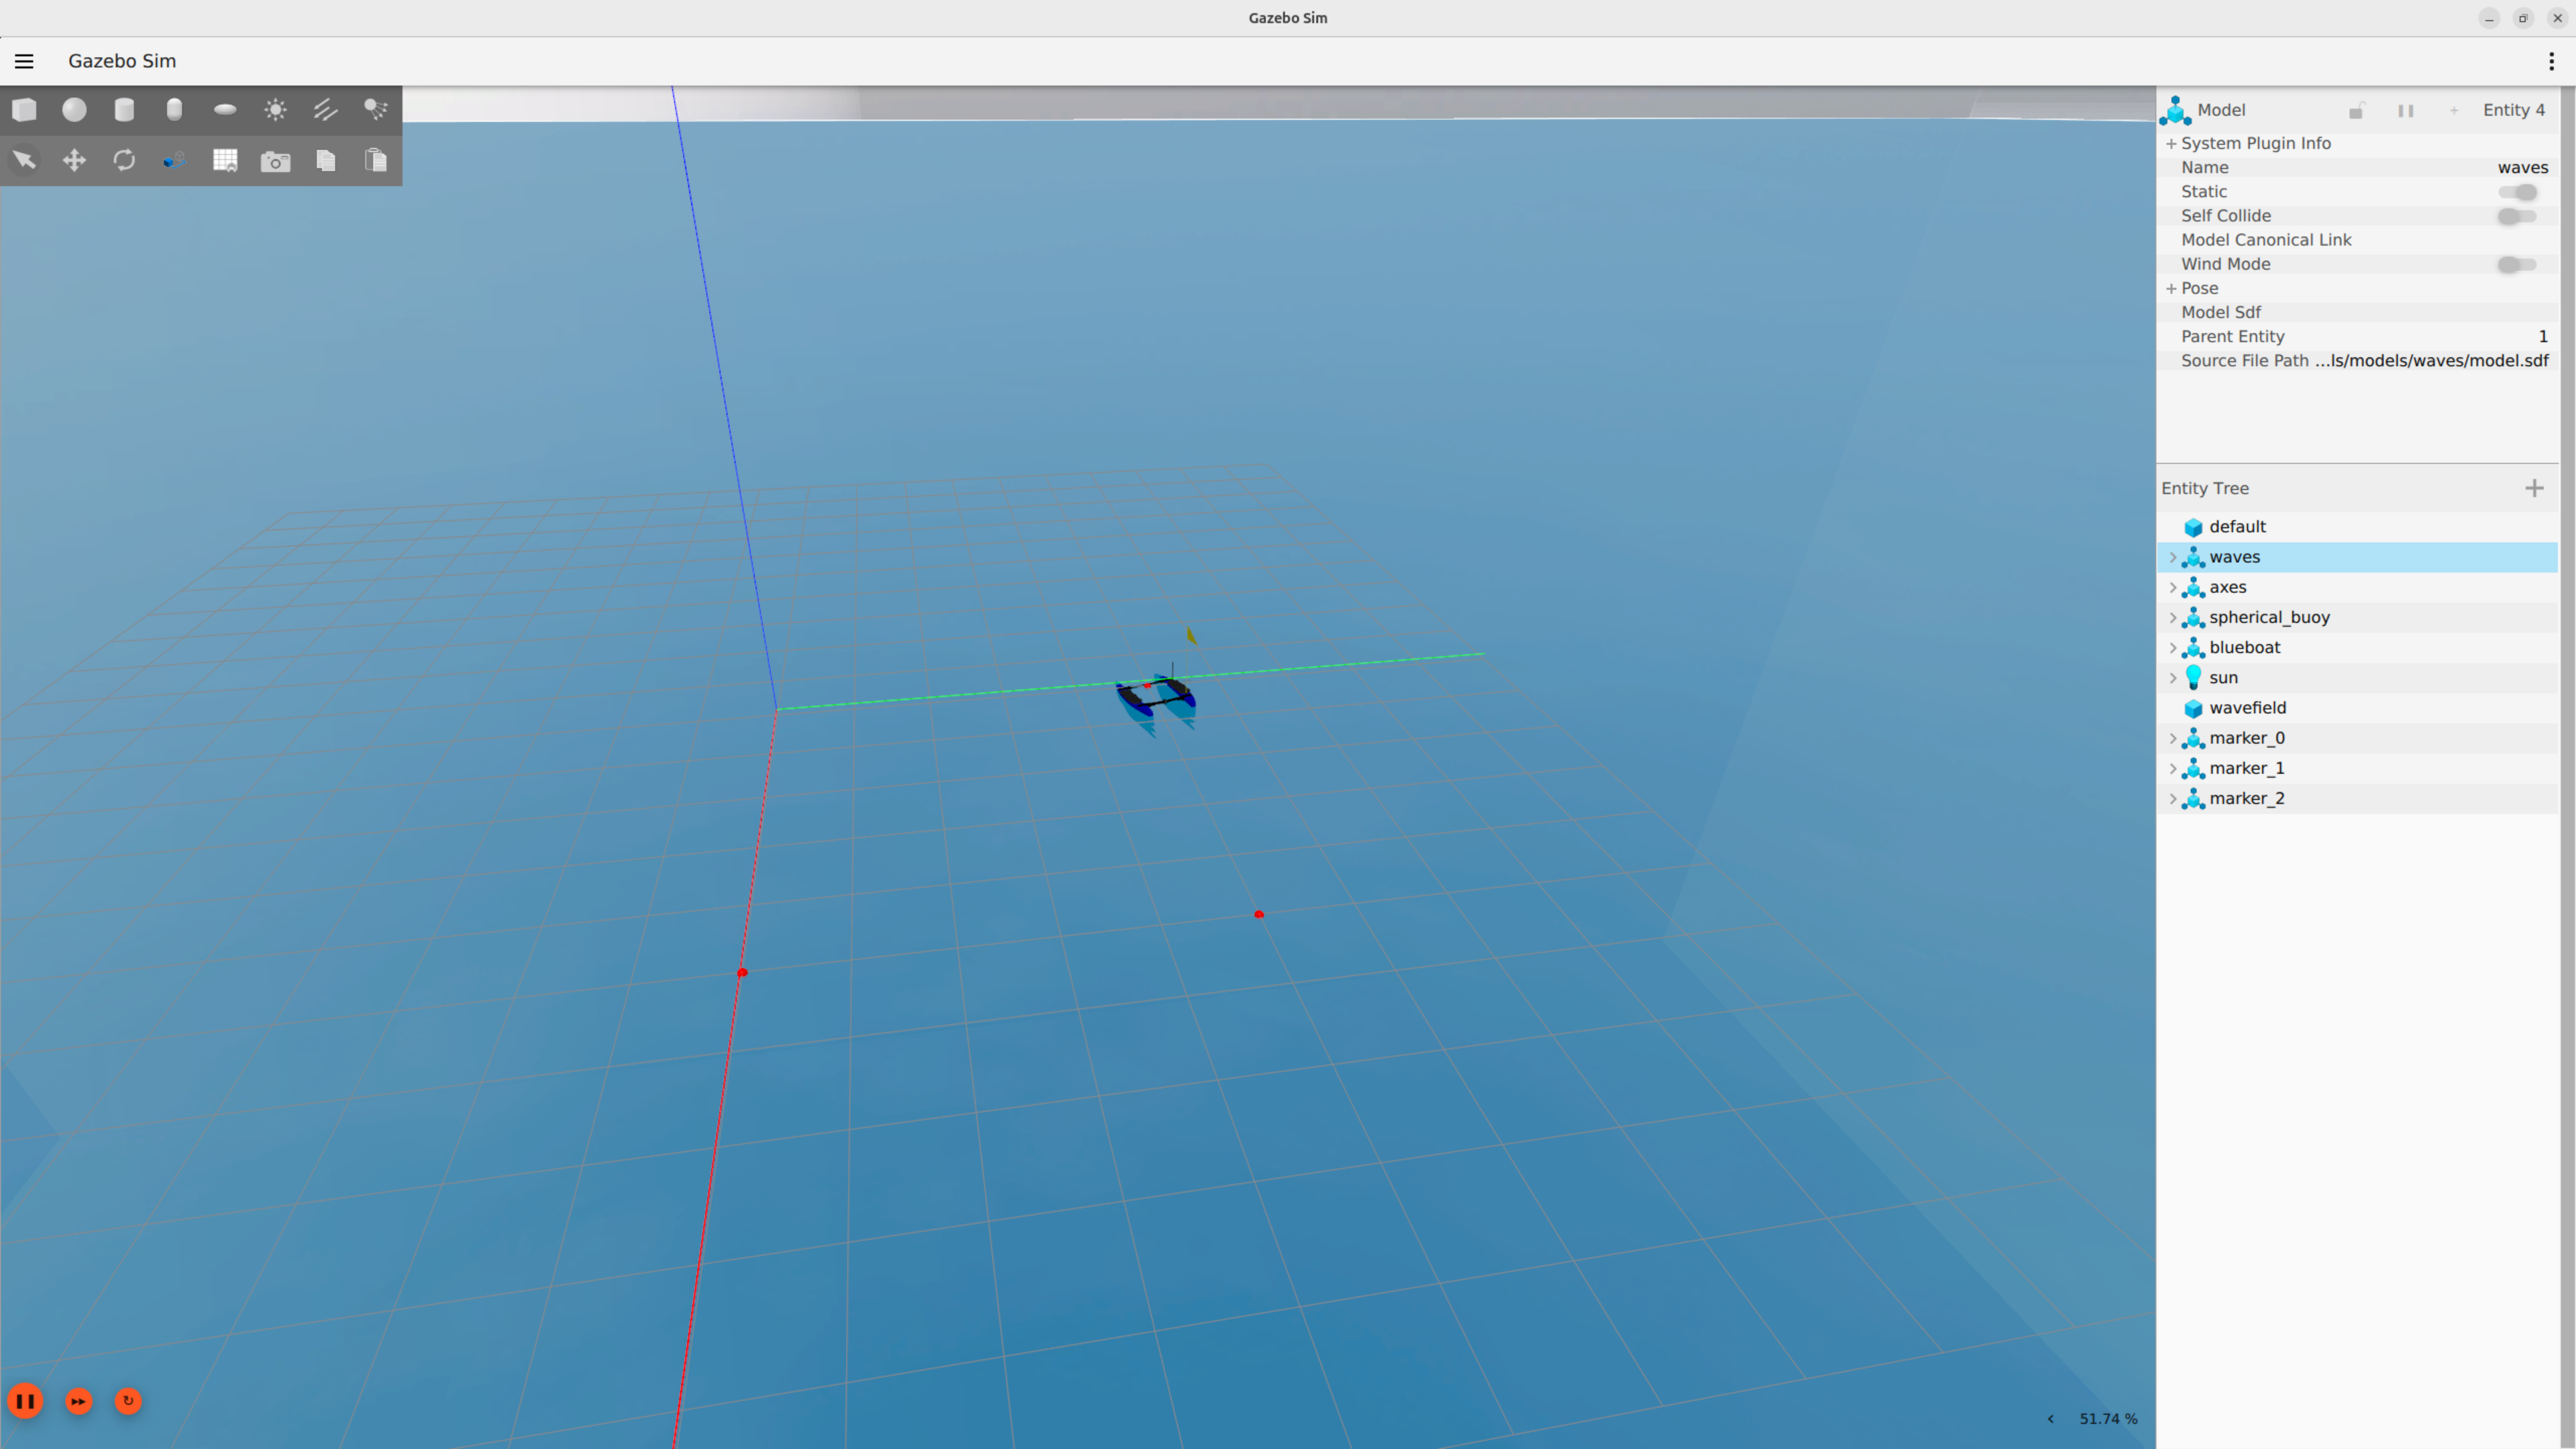 Gazebo Sim
Gazebo Sim
Model
Entity 4
System Plugin Info
Name waves
Static
Self Collide
Model Canonical Link
Wind Mode
Pose
Model Sdf
Parent Entity 1
Source File Path ...ls/models/waves/model.sdf
Entity Tree
default
waves
axes
spherical_buoy
blueboat
sun
wavefield
marker_0
marker_1
marker_2
51.74 %